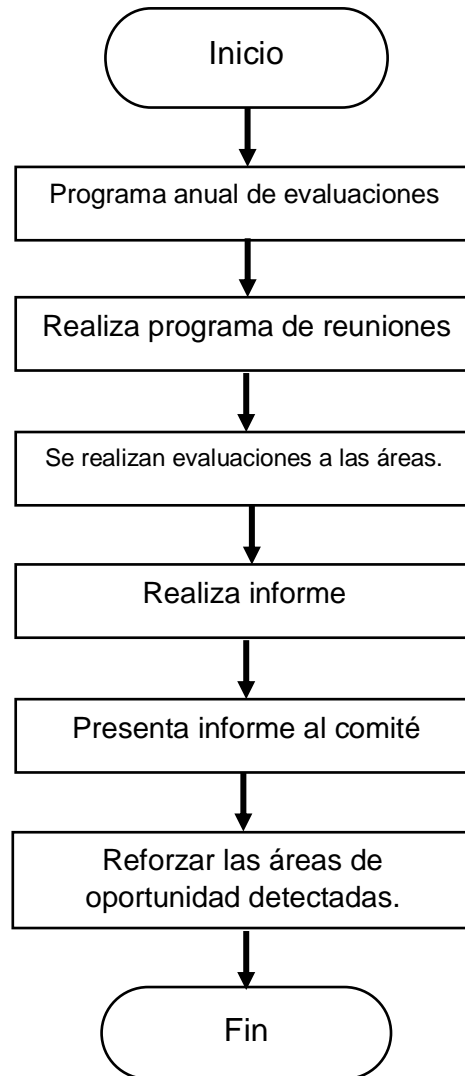 Inicio
Programa anual de evaluaciones
Realiza programa de reuniones
Se realizan evaluaciones a las áreas.
Realiza informe
Presenta informe al comité
Reforzar las áreas de
oportunidad detectadas.
Fin